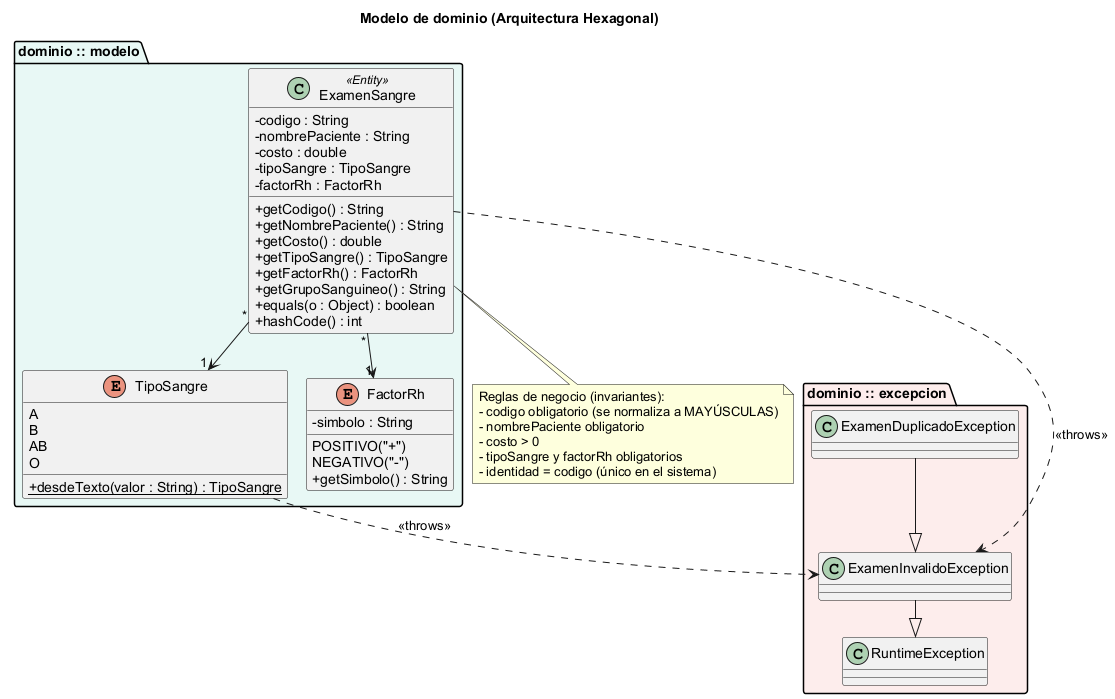 Modelo de dominio (Arquitectura Hexagonal)
dominio :: modelo
C
«Entity»
ExamenSangre
-codigo : String
-nombrePaciente : String
-costo : double
-tipoSangre : TipoSangre
-factorRh : FactorRh
+getCodigo() : String
+getNombrePaciente() : String
+getCosto() : double
+getTipoSangre() : TipoSangre
+getFactorRh() : FactorRh
+getGrupoSanguineo() : String
+equals(o : Object) : boolean
+hashCode() : int
*
1
*
1
E TipoSangre
A
B
AB
O
+desdeTexto(valor : String) : TipoSangre
E FactorRh
-simbolo : String
POSITIVO("+")
NEGATIVO("-")
+getSimbolo() : String
Reglas de negocio (invariantes):
- codigo obligatorio (se normaliza a MAYÚSCULAS)
- nombrePaciente obligatorio
- costo > 0
- tipoSangre y factorRh obligatorios
- identidad = codigo (único en el sistema)
dominio :: excepcion
C ExamenDuplicadoException
«throws»
«throws»
C ExamenInvalidoException
C RuntimeException